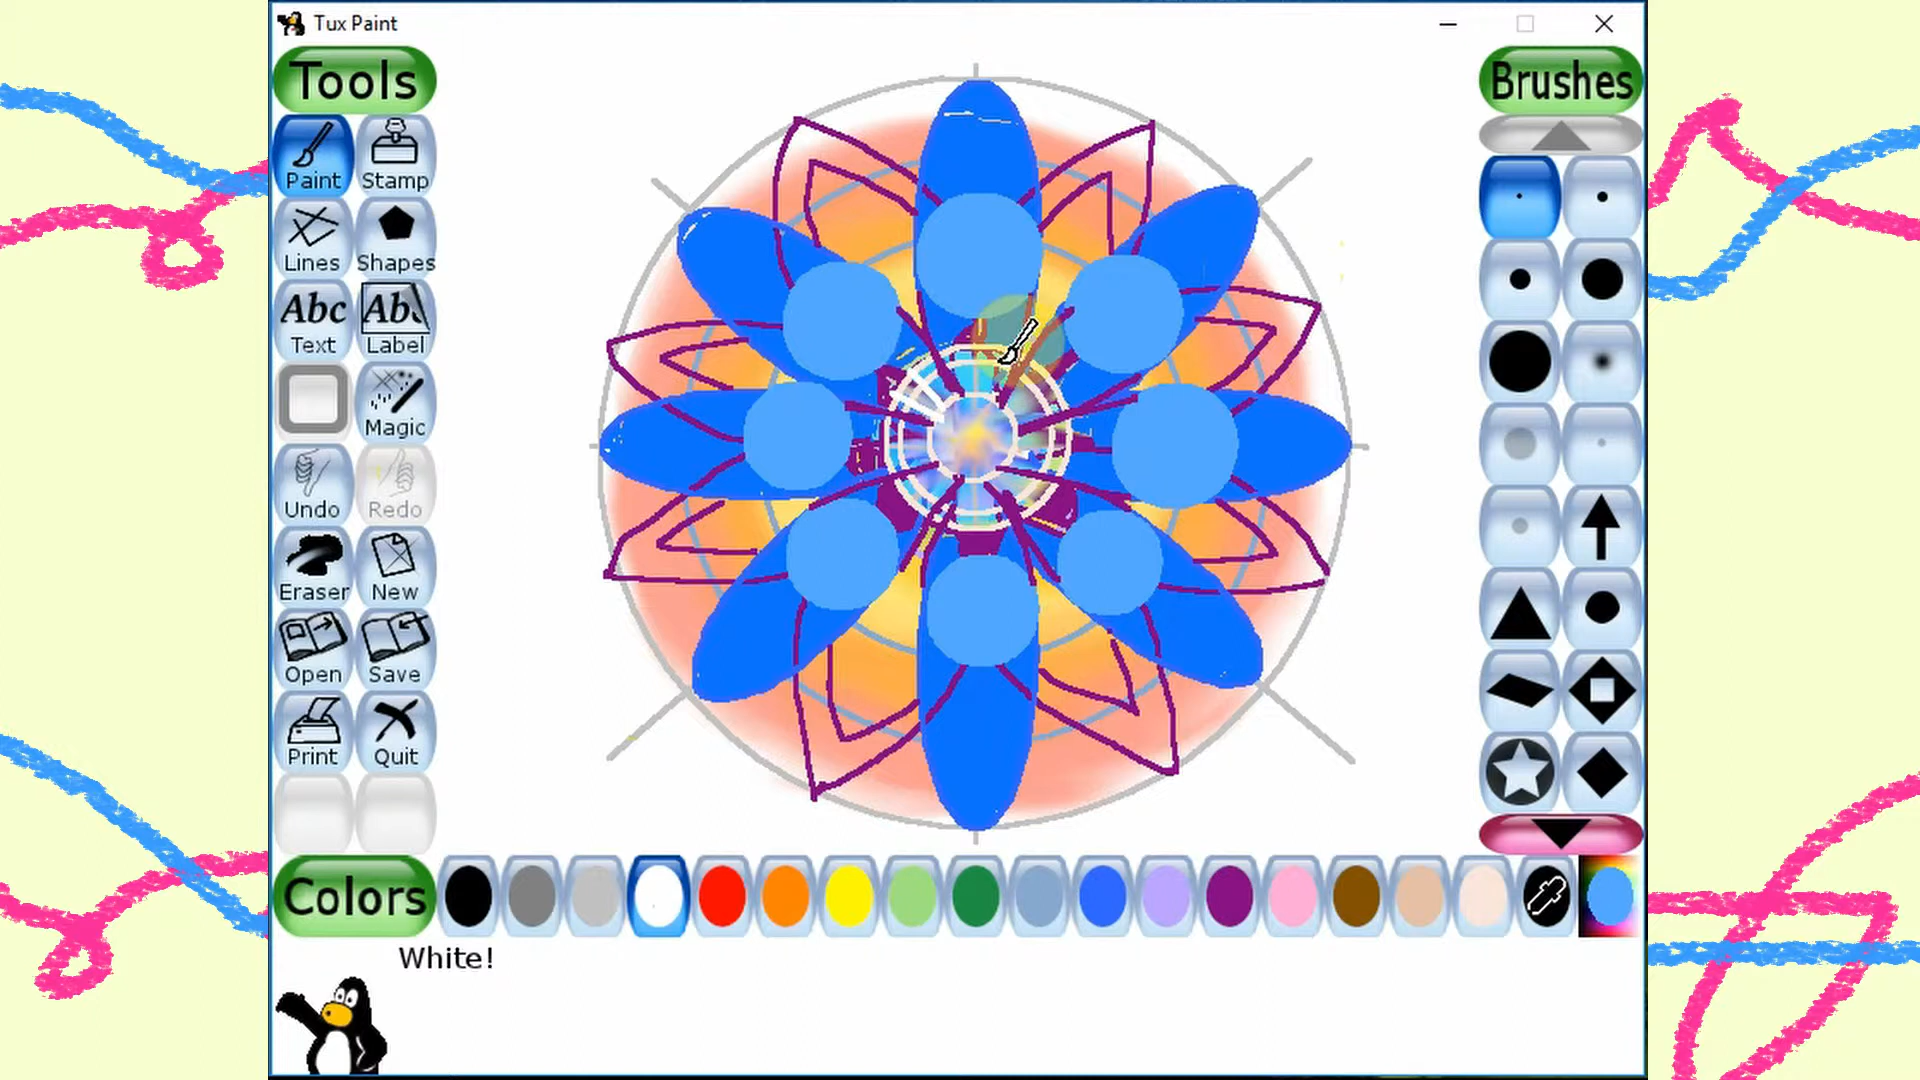 Tux Paint
Tools
Brushes
Paint
Stamp
Lines
Shapes
Abc
Abc
Text
Label
Magic
Undo
Redo
Eraser
New
Open
Save
Print
Quit
Colors
White!